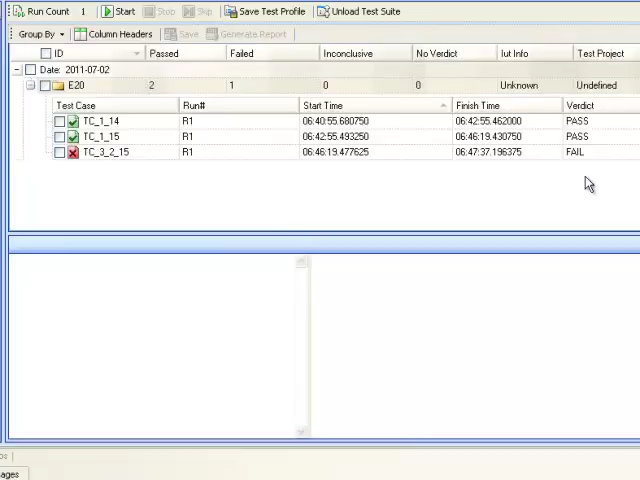 Run Count 1 Start Stop Skip Save Test Profile Unload Test Suite
Group By Column Headers Save Generate Report
ID Passed Failed Inconclusive No Verdict Iut Info Test Project
Date: 2011-07-02
E20 2 1 0 0 Unknown Undefined
Test Case Run# Start Time Finish Time Verdict
TC_1_14 R1 06:40:55.680750 06:42:55.462000 PASS
TC_1_15 R1 06:42:55.493250 06:46:19.430750 PASS
TC_3_2_15 R1 06:46:19.477625 06:47:37.196375 FAIL
ages